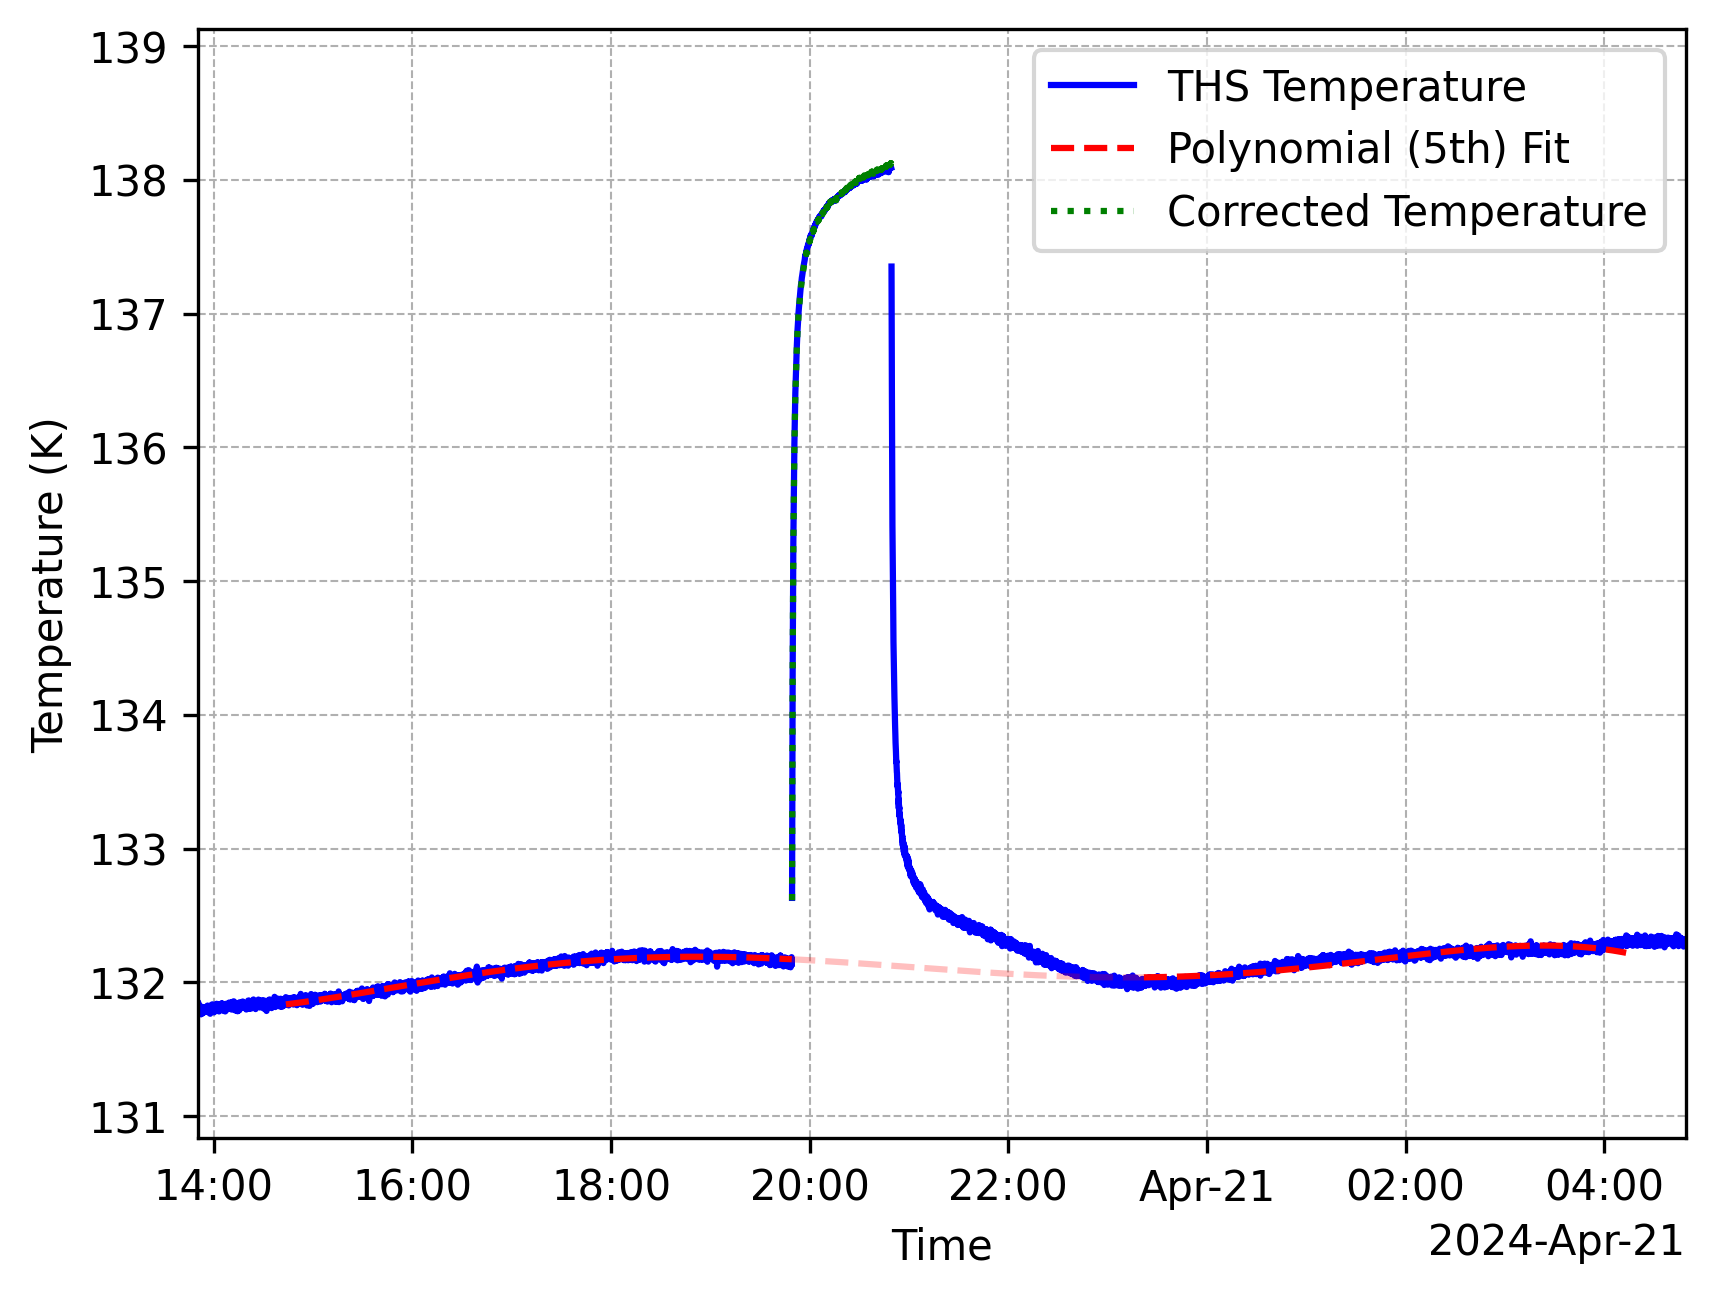 139
138
137
136
135
134
133
132
131
Temperature (K)
THS Temperature
Polynomial (5th) Fit
Corrected Temperature
14:00 16:00 18:00 20:00 22:00 Apr-21 02:00 04:00
Time
2024-Apr-21